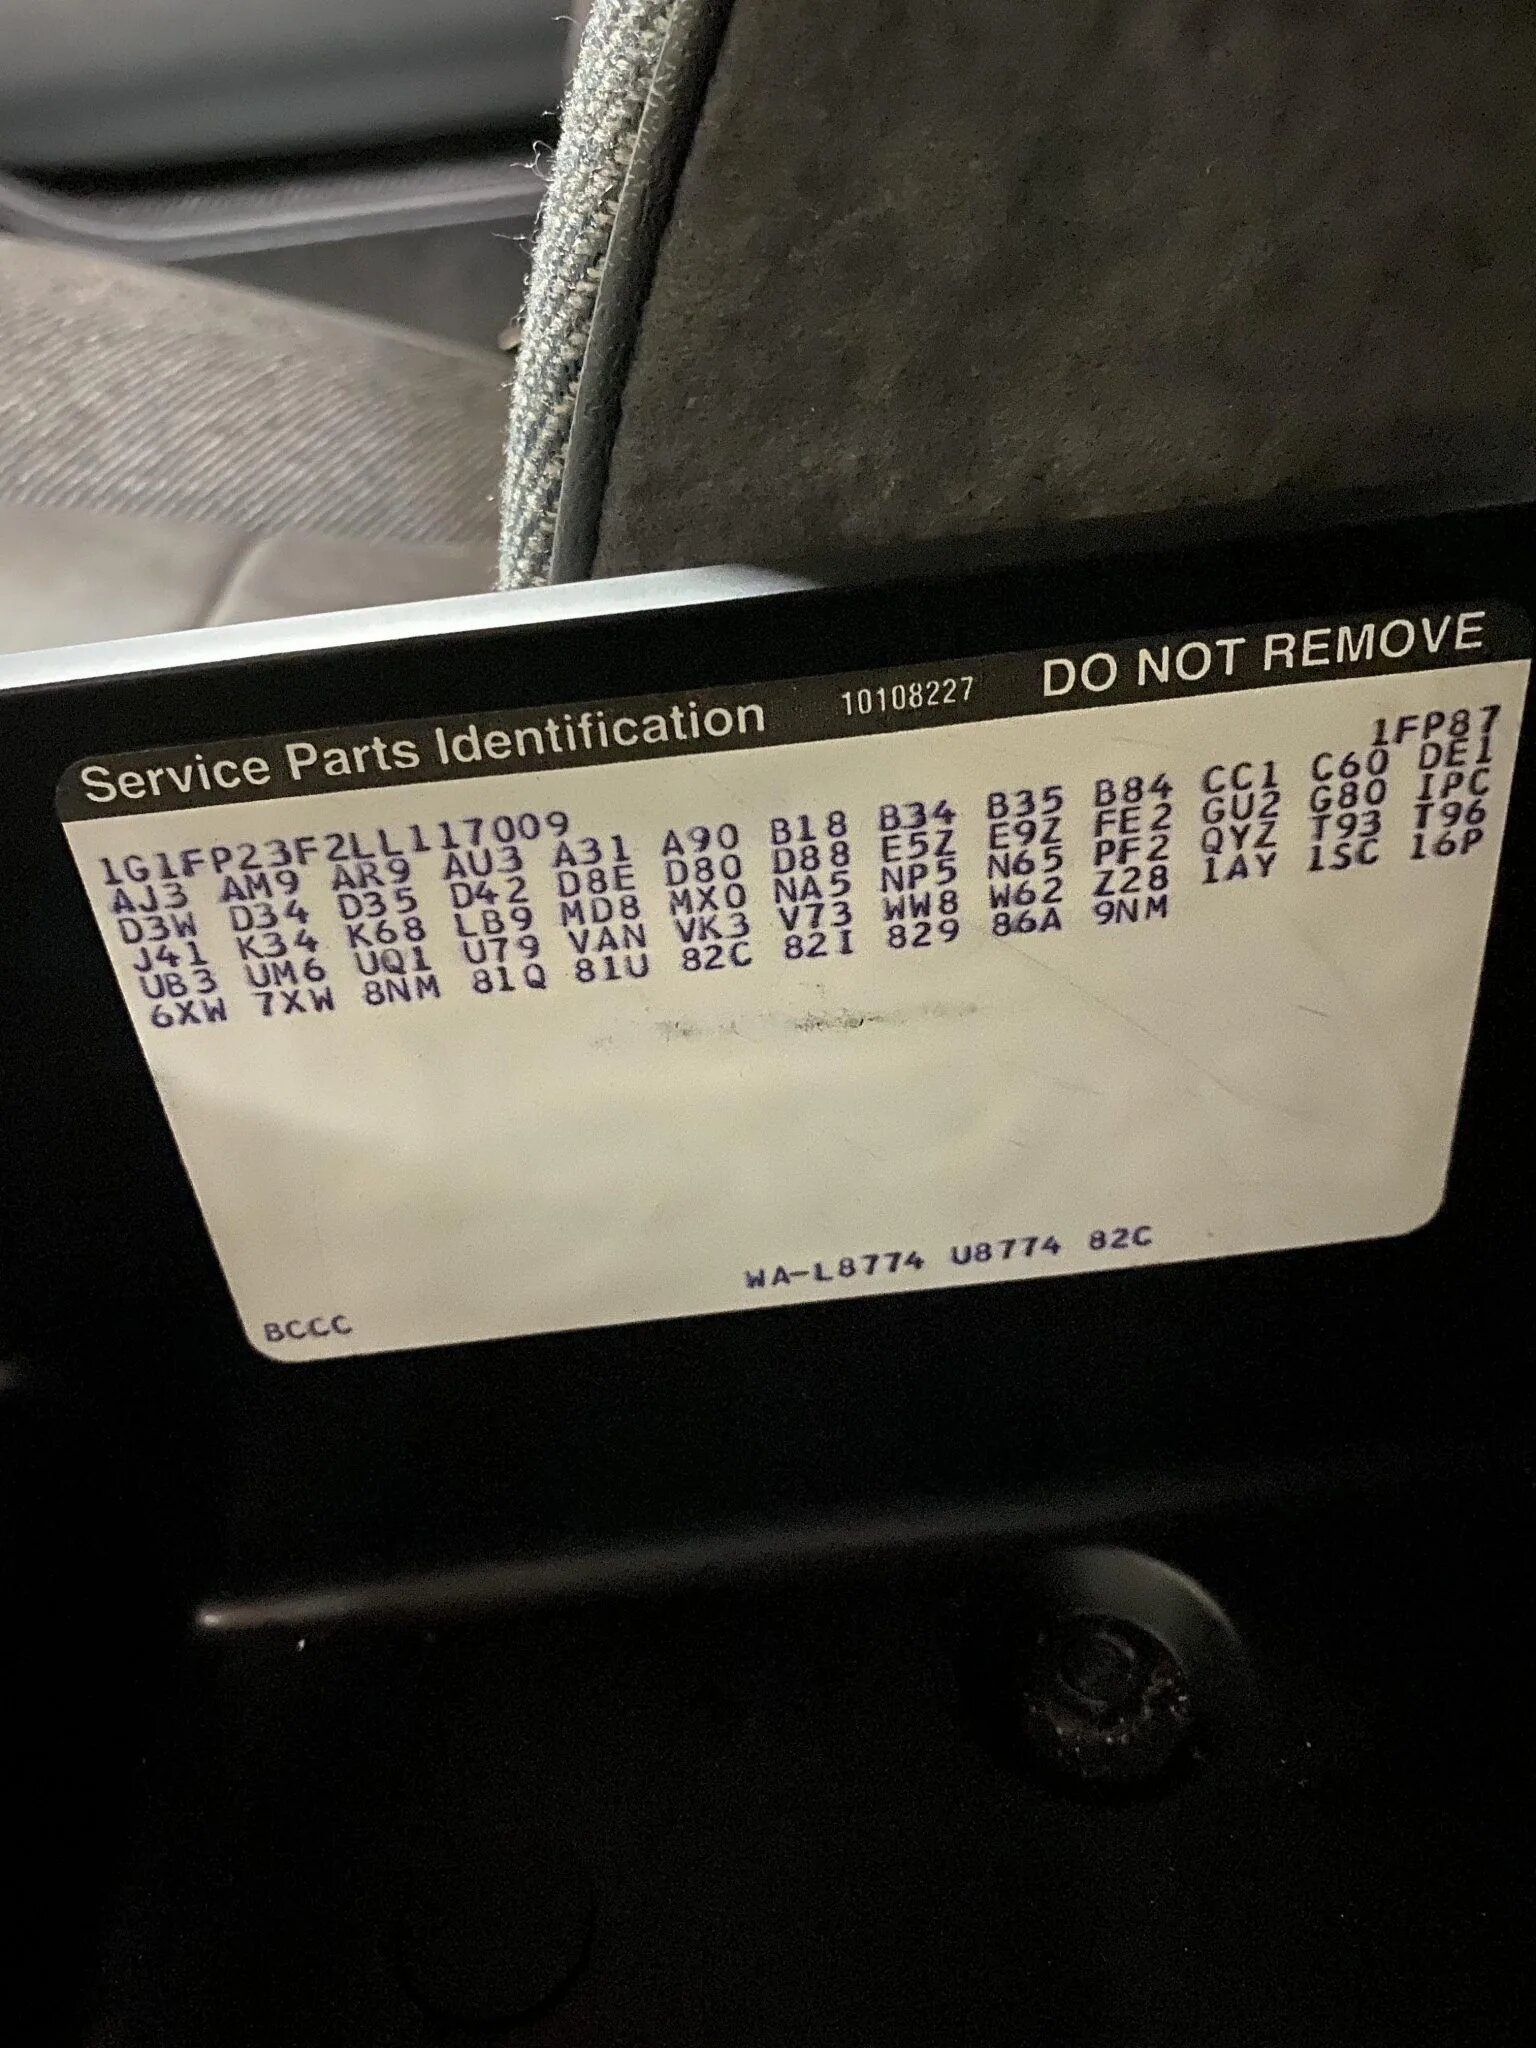 Service Parts Identification 10108227 DO NOT REMOVE
1G1FP23F2LL117009 1FP87
AJ3 AM9 AR9 AU3 A31 A90 B18 B34 B35 B84 CC1 C60 DE1
D3W D34 D35 D42 D8E D80 D88 E5Z E9Z FE2 GU2 G80 IPC
J41 K34 K68 LB9 MD8 MX0 NA5 NP5 N65 PF2 QYZ T93 T96
UB3 UM6 UQ1 U79 VAN VK3 V73 WW8 W62 Z28 1AY 1SC 16P
6XW 7XW 8NM 81Q 81U 82C 82I 829 86A 9NM
WA-L8774 U8774 82C
BCCC